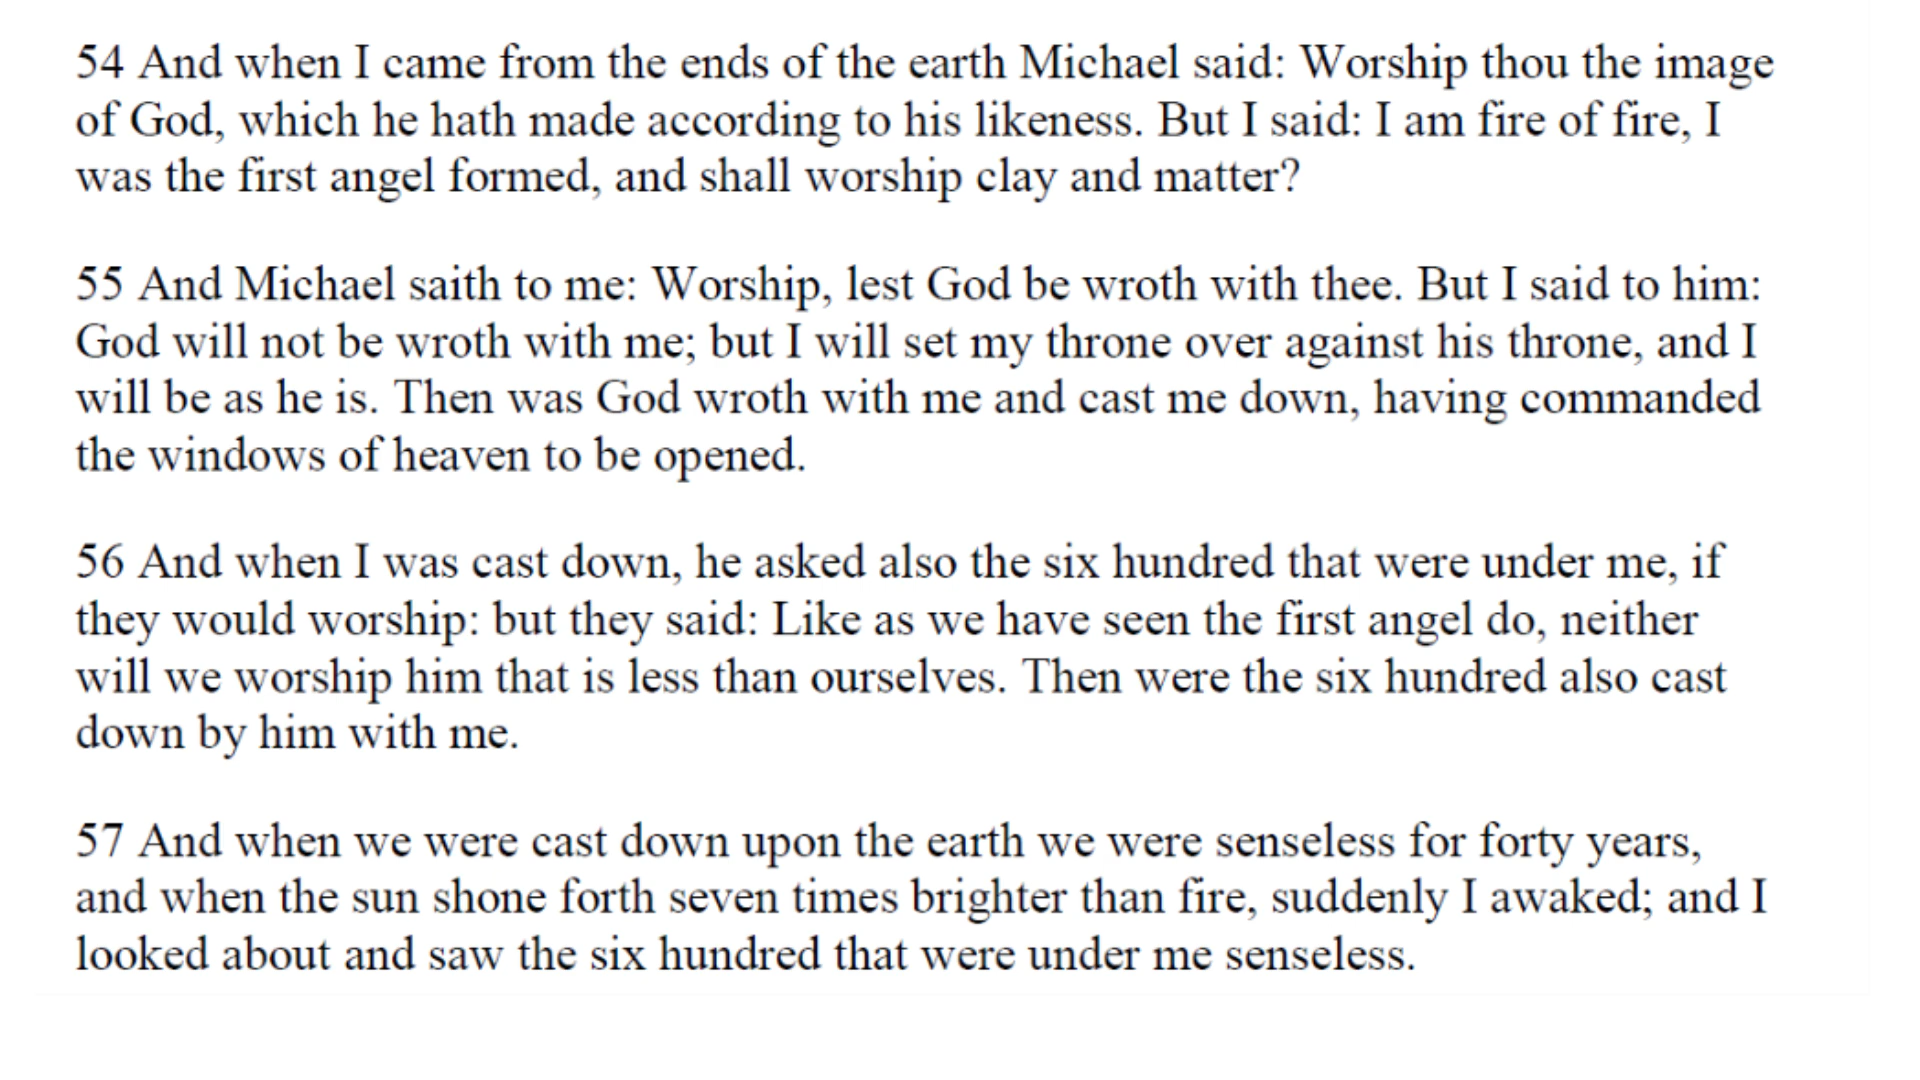 54 And when I came from the ends of the earth Michael said: Worship thou the image
of God, which he hath made according to his likeness. But I said: I am fire of fire, I
was the first angel formed, and shall worship clay and matter?
55 And Michael saith to me: Worship, lest God be wroth with thee. But I said to him:
God will not be wroth with me; but I will set my throne over against his throne, and I
will be as he is. Then was God wroth with me and cast me down, having commanded
the windows of heaven to be opened.
56 And when I was cast down, he asked also the six hundred that were under me, if
they would worship: but they said: Like as we have seen the first angel do, neither
will we worship him that is less than ourselves. Then were the six hundred also cast
down by him with me.
57 And when we were cast down upon the earth we were senseless for forty years,
and when the sun shone forth seven times brighter than fire, suddenly I awaked; and I
looked about and saw the six hundred that were under me senseless.